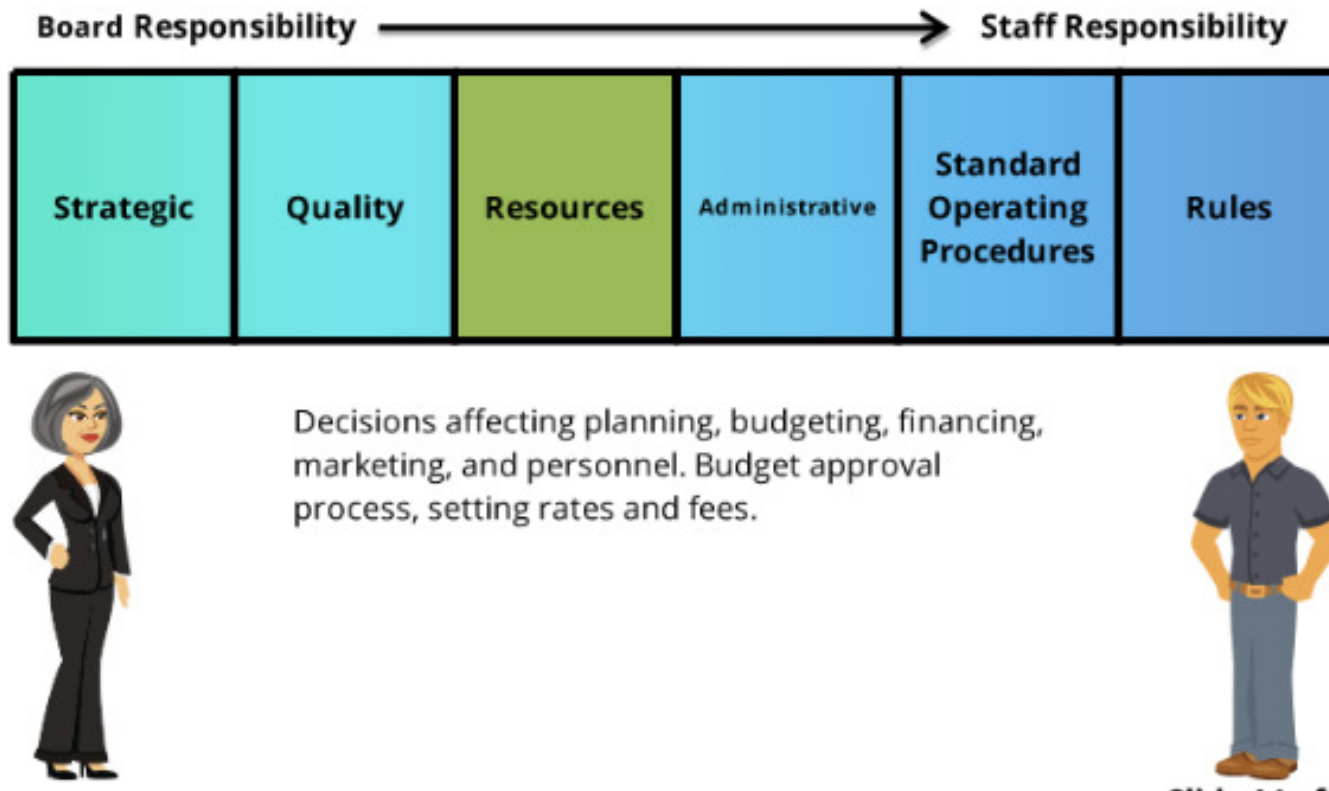 Board Responsibility
Staff Responsibility
Strategic
Quality
Resources
Administrative
Standard
Operating
Procedures
Rules
Decisions affecting planning, budgeting, financing,
marketing, and personnel. Budget approval
process, setting rates and fees.